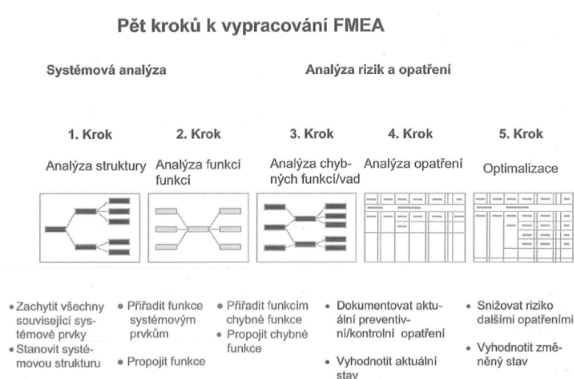 Pět kroků k vypracování FMEA
Systémová analýza
Analýza rizik a opatření
1. Krok
2. Krok
3. Krok
4. Krok
5. Krok
Analýza struktury
Analýza funkcí
funkcí
Analýza chyb-
ných funkcí/vad
Analýza opatření
Optimalizace
• Zachytit všechny
související sys-
témové prvky
• Stanovit systé-
movou strukturu
• Přiřadit funkce
systémovým
prvkům
• Propojit funkce
• Přiřadit funkcím
chybné funkce
• Propojit chybné
funkce
• Dokumentovat aktu-
ální preventiv-
ní/kontrolní opatření
• Vyhodnotit aktuální
stav
• Snižovat riziko
dalšími opatřeními
• Vyhodnotit změ-
něný stav